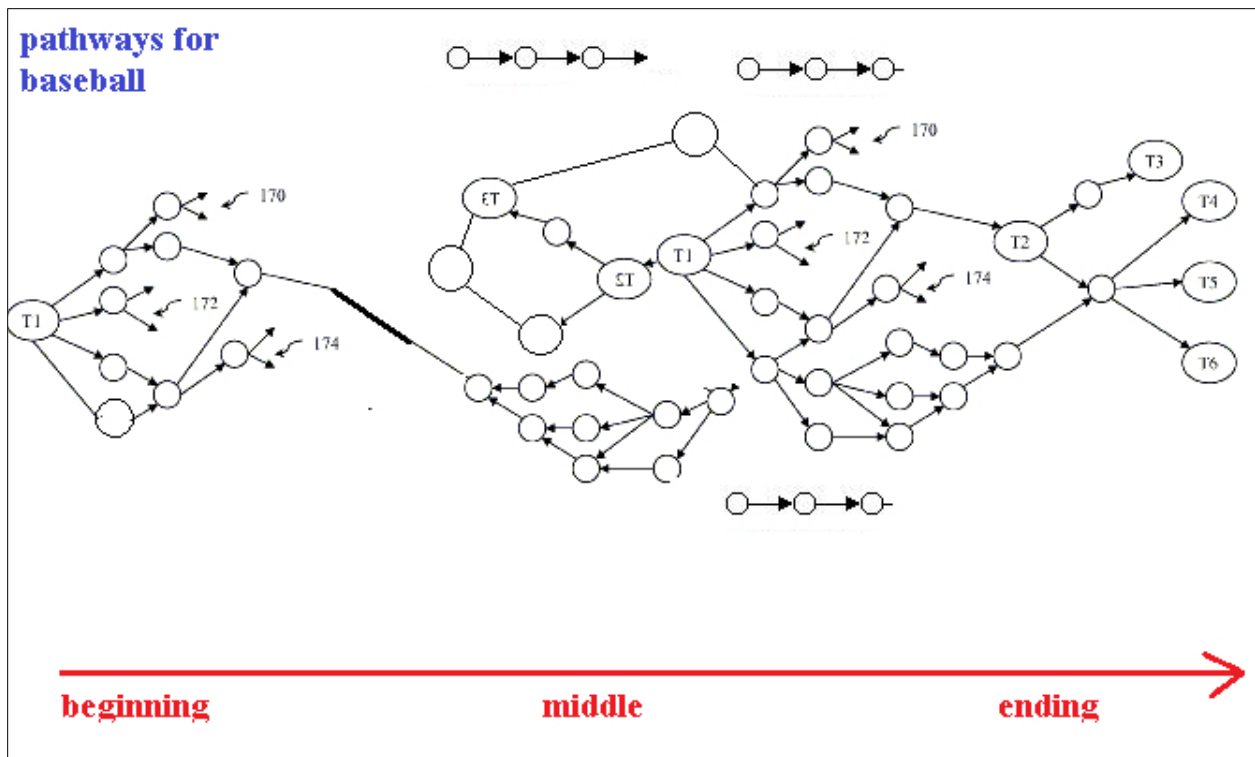 pathways for
baseball
170
170
T3
T3
T4
172
172
T1
T2
T1
T2
T5
174
174
T6
beginning
middle
ending